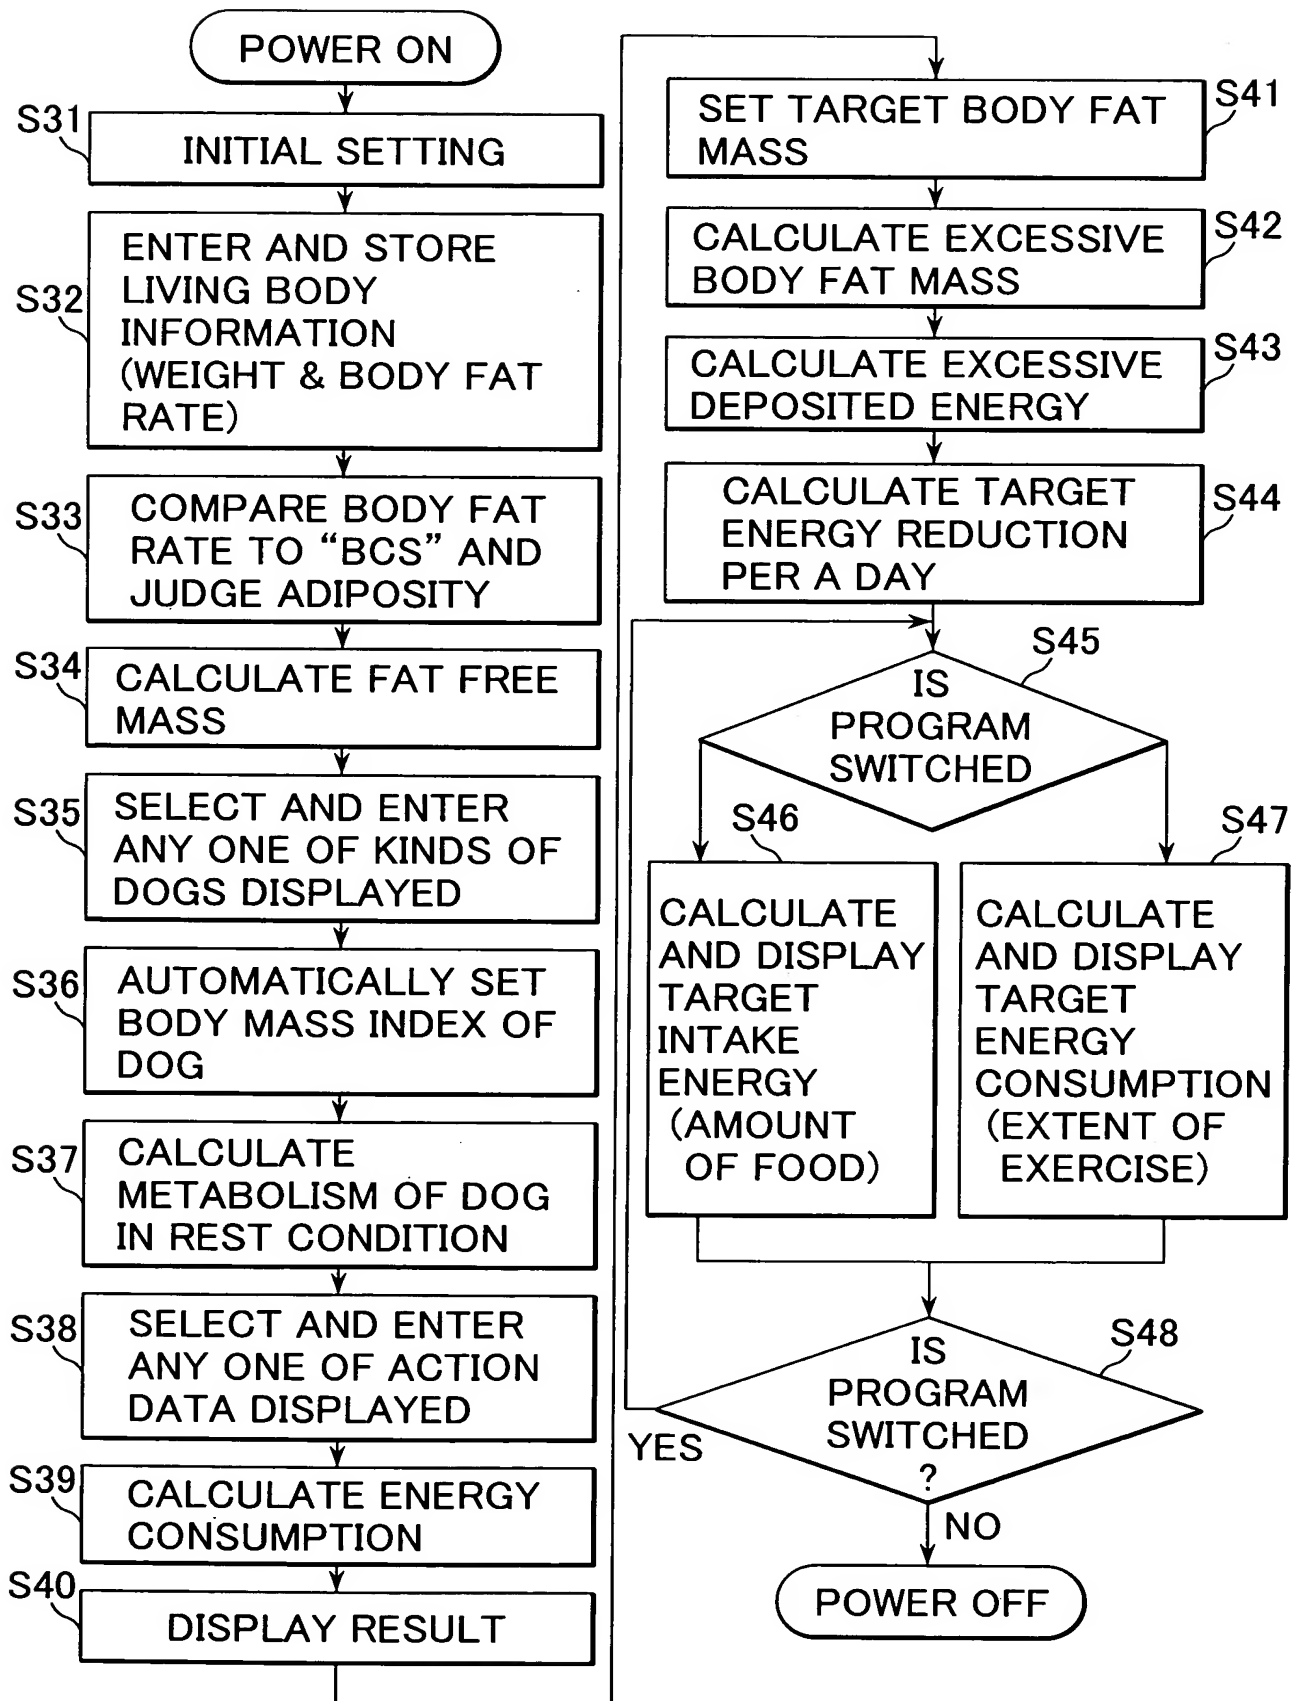 POWER ON
S31
INITIAL SETTING
S32
ENTER AND STORE
LIVING BODY
INFORMATION
(WEIGHT & BODY FAT
RATE)
S33
COMPARE BODY FAT
RATE TO “BCS” AND
JUDGE ADIPOSITY
S34
CALCULATE FAT FREE
MASS
S35
SELECT AND ENTER
ANY ONE OF KINDS OF
DOGS DISPLAYED
S36
AUTOMATICALLY SET
BODY MASS INDEX OF
DOG
S37
CALCULATE
METABOLISM OF DOG
IN REST CONDITION
S38
SELECT AND ENTER
ANY ONE OF ACTION
DATA DISPLAYED
S39
CALCULATE ENERGY
CONSUMPTION
S40
DISPLAY RESULT
S41
SET TARGET BODY FAT
MASS
S42
CALCULATE EXCESSIVE
BODY FAT MASS
S43
CALCULATE EXCESSIVE
DEPOSITED ENERGY
S44
CALCULATE TARGET
ENERGY REDUCTION
PER A DAY
S45
IS
PROGRAM
SWITCHED
S46
CALCULATE
AND DISPLAY
TARGET
INTAKE
ENERGY
(AMOUNT
OF FOOD)
S47
CALCULATE
AND DISPLAY
TARGET
ENERGY
CONSUMPTION
(EXTENT OF
EXERCISE)
S48
IS
PROGRAM
SWITCHED
?
YES
NO
POWER OFF